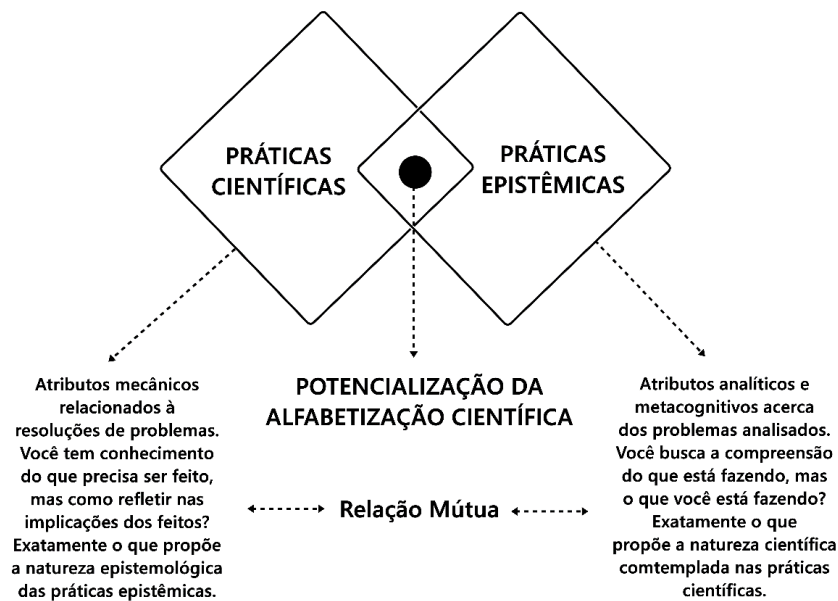 PRÁTICAS
CIENTÍFICAS
PRÁTICAS
EPISTÊMICAS
Atributos mecânicos
relacionados à
resoluções de problemas.
Você tem conhecimento
do que precisa ser feito,
mas como refletir nas
implicações dos feitos?
Exatamente o que propõe
a natureza epistemológica
das práticas epistêmicas.
POTENCIALIZAÇÃO DA
ALFABETIZAÇÃO CIENTÍFICA
Relação Mútua
Atributos analíticos e
metacognitivos acerca
dos problemas analisados.
Você busca a compreensão
do que está fazendo, mas
o que você está fazendo?
Exatamente o que
propõe a natureza científica
comtemplada nas práticas
científicas.